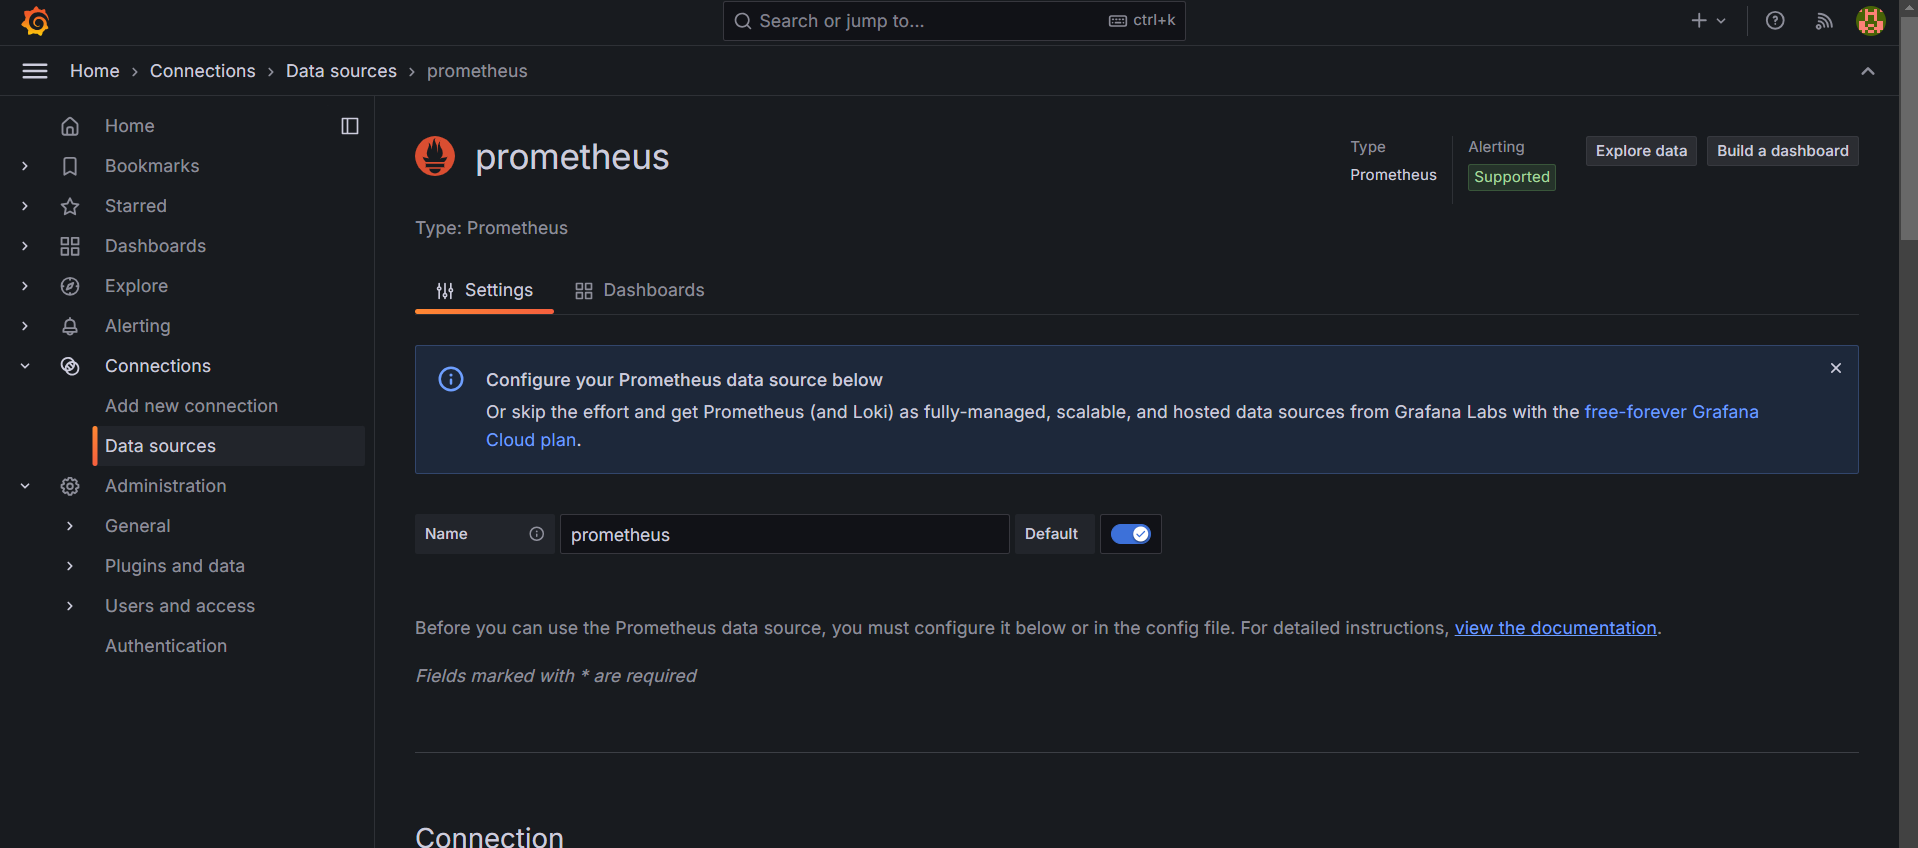 Search or jump to... ctrl+k
Home › Connections › Data sources › prometheus
Home
Bookmarks
Starred
Dashboards
Explore
Alerting
Connections
Add new connection
Data sources
Administration
General
Plugins and data
Users and access
Authentication
prometheus
Type
Prometheus
Alerting
Supported
Explore data
Build a dashboard
Type: Prometheus
Settings
Dashboards
Configure your Prometheus data source below
Or skip the effort and get Prometheus (and Loki) as fully-managed, scalable, and hosted data sources from Grafana Labs with the free-forever Grafana
Cloud plan.
Name
prometheus
Default
Before you can use the Prometheus data source, you must configure it below or in the config file. For detailed instructions, view the documentation.
Fields marked with * are required
Connection